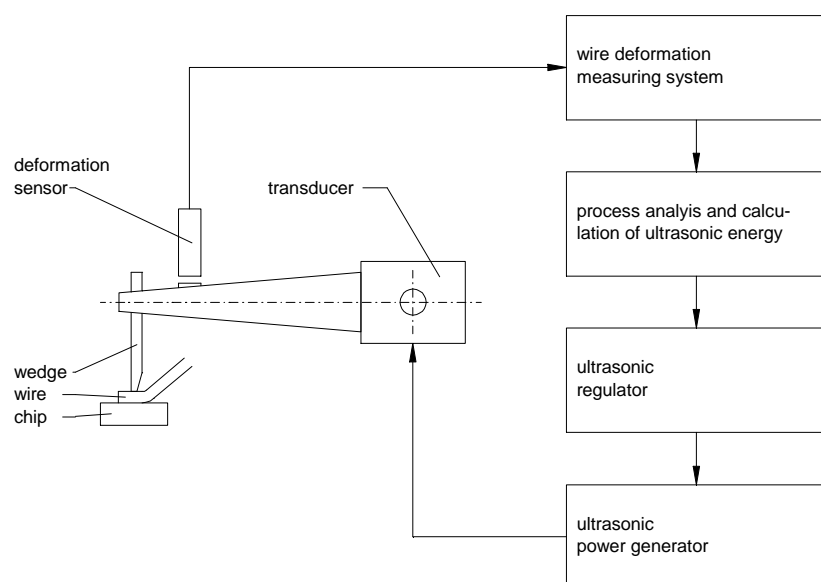 wire deformation
measuring system
deformation
sensor
transducer
process analyis and calcu-
lation of ultrasonic energy
wedge
wire
chip
ultrasonic
regulator
ultrasonic
power generator